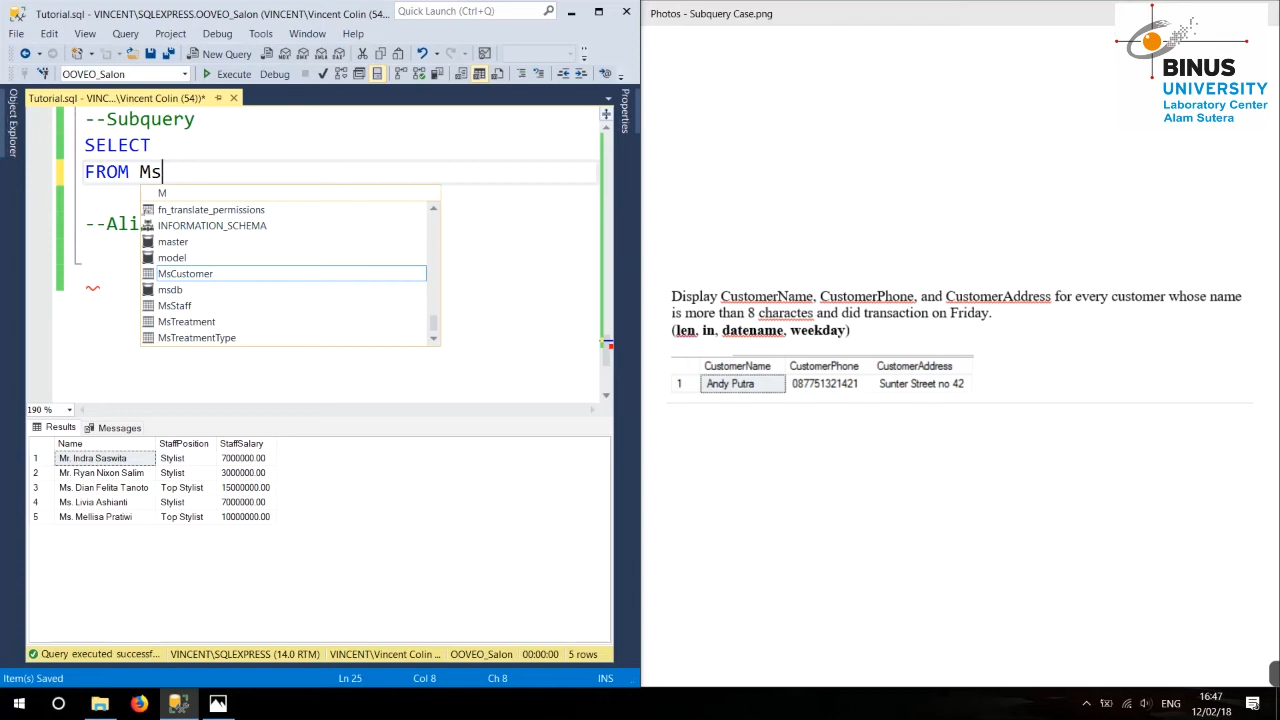 Tutorial.sql - VINCENT\SQLEXPRESS.OOVEO_Salon (VINCENT\Vincent Colin (54...
Quick Launch (Ctrl+Q)
File Edit View Query Project Debug Tools Window Help
New Query
OOVEO_Salon Execute Debug
Object Explorer
Properties
Tutorial.sql - VINC...\Vincent Colin (54))*
--Subquery
SELECT
FROM Ms
M
fn_translate_permissions
INFORMATION_SCHEMA
master
model
MsCustomer
msdb
MsStaff
MsTreatment
MsTreatmentType
--Ali
190 %
Results Messages
Name StaffPosition StaffSalary
1 Mr. Indra Saswita Stylist 7000000.00
2 Mr. Ryan Nixon Salim Stylist 3000000.00
3 Ms. Dian Felita Tanoto Top Stylist 15000000.00
4 Ms. Livia Ashianti Stylist 7000000.00
5 Ms. Mellisa Pratiwi Top Stylist 10000000.00
Query executed successf... VINCENT\SQLEXPRESS (14.0 RTM) VINCENT\Vincent Colin ... OOVEO_Salon 00:00:00 5 rows
Item(s) Saved Ln 25 Col 8 Ch 8 INS
Photos - Subquery Case.png
BINUS
UNIVERSITY
Laboratory Center
Alam Sutera
Display CustomerName, CustomerPhone, and CustomerAddress for every customer whose name
is more than 8 charactes and did transaction on Friday.
(len, in, datename, weekday)
CustomerName CustomerPhone CustomerAddress
1 Andy Putra 087751321421 Sunter Street no 42
ENG
16:47
12/02/18